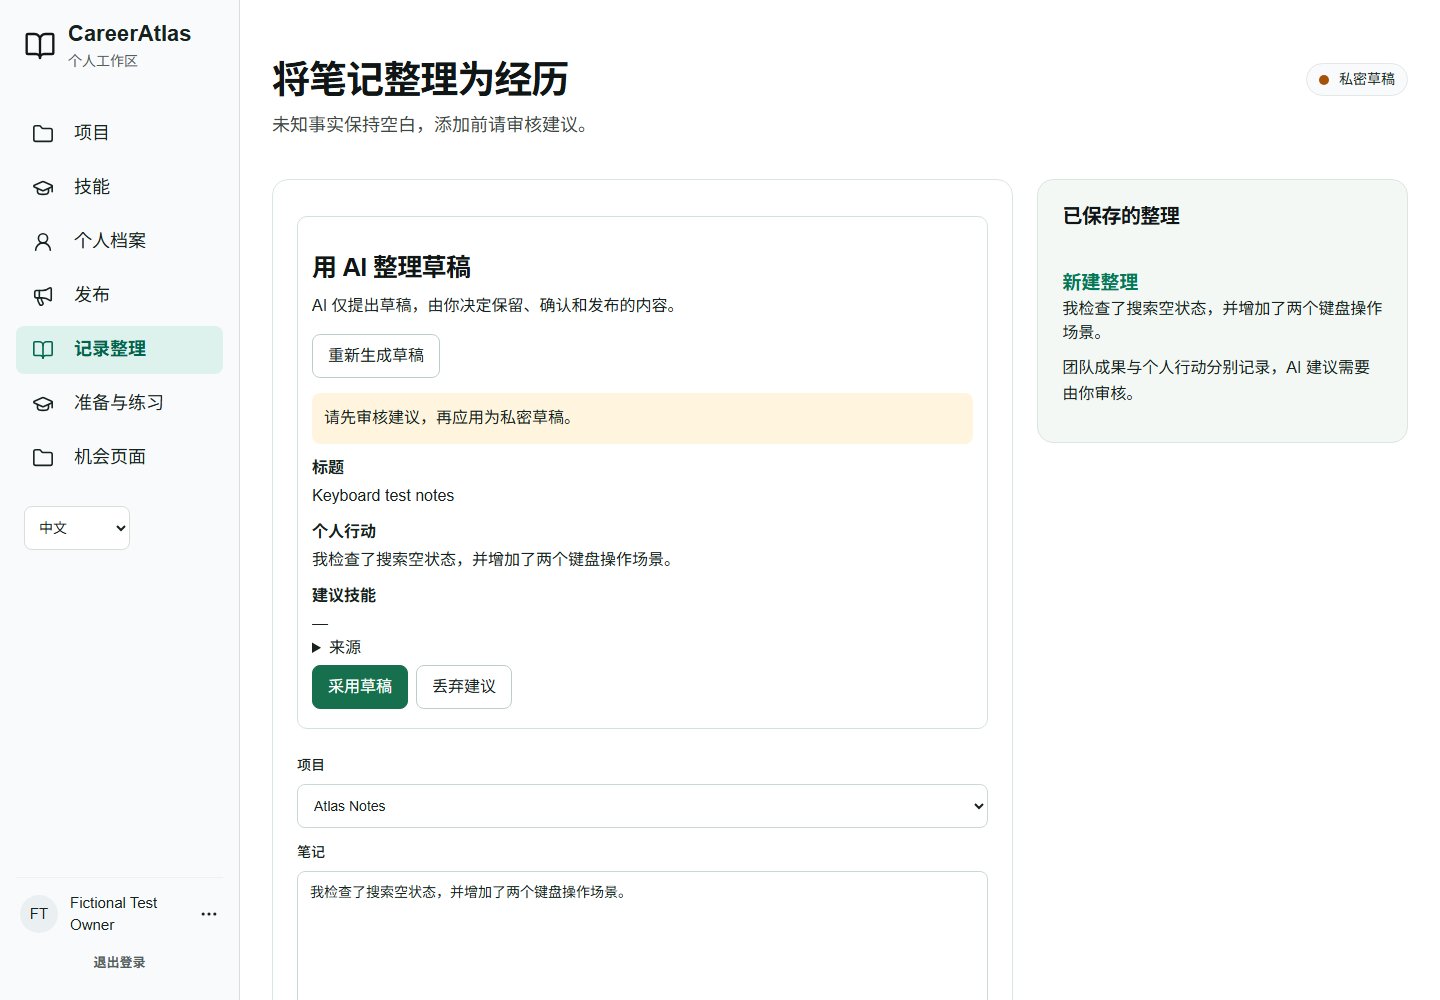 CareerAtlas
个人工作区
项目
技能
个人档案
发布
记录整理
准备与练习
机会页面
中文
FT
Fictional Test
Owner
退出登录
将笔记整理为经历
未知事实保持空白，添加前请审核建议。
私密草稿
用 AI 整理草稿
AI 仅提出草稿，由你决定保留、确认和发布的内容。
重新生成草稿
请先审核建议，再应用为私密草稿。
标题
Keyboard test notes
个人行动
我检查了搜索空状态，并增加了两个键盘操作场景。
建议技能
—
来源
采用草稿
丢弃建议
项目
Atlas Notes
笔记
我检查了搜索空状态，并增加了两个键盘操作场景。
已保存的整理
新建整理
我检查了搜索空状态，并增加了两个键盘操作
场景。
团队成果与个人行动分别记录，AI 建议需要
由你审核。